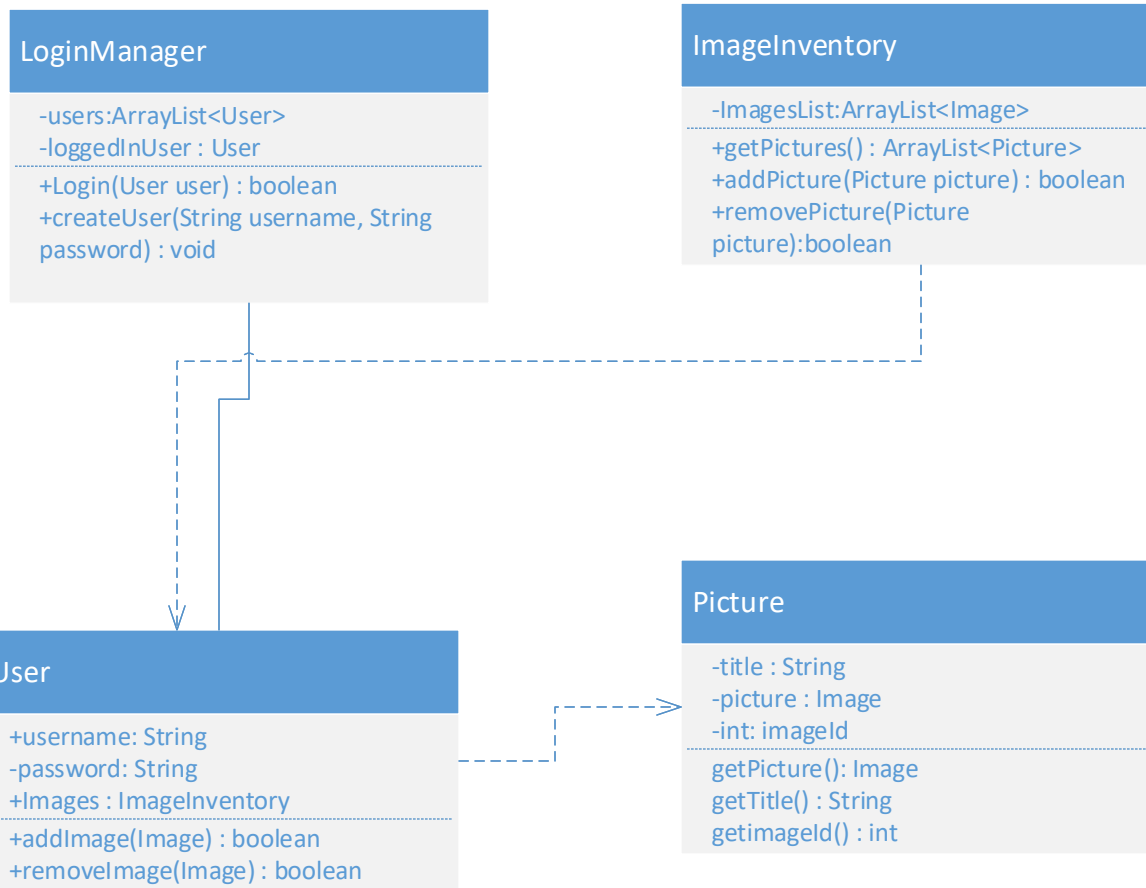 LoginManager
-users:ArrayList<User>
-loggedInUser : User
+Login(User user) : boolean
+createUser(String username, String
password) : void
ImageInventory
-ImagesList:ArrayList<Image>
+getPictures() : ArrayList<Picture>
+addPicture(Picture picture) : boolean
+removePicture(Picture
picture):boolean
User
+username: String
-password: String
+Images : ImageInventory
+addImage(Image) : boolean
+removeImage(Image) : boolean
Picture
-title : String
-picture : Image
-int: imageId
getPicture(): Image
getTitle() : String
getimageId() : int